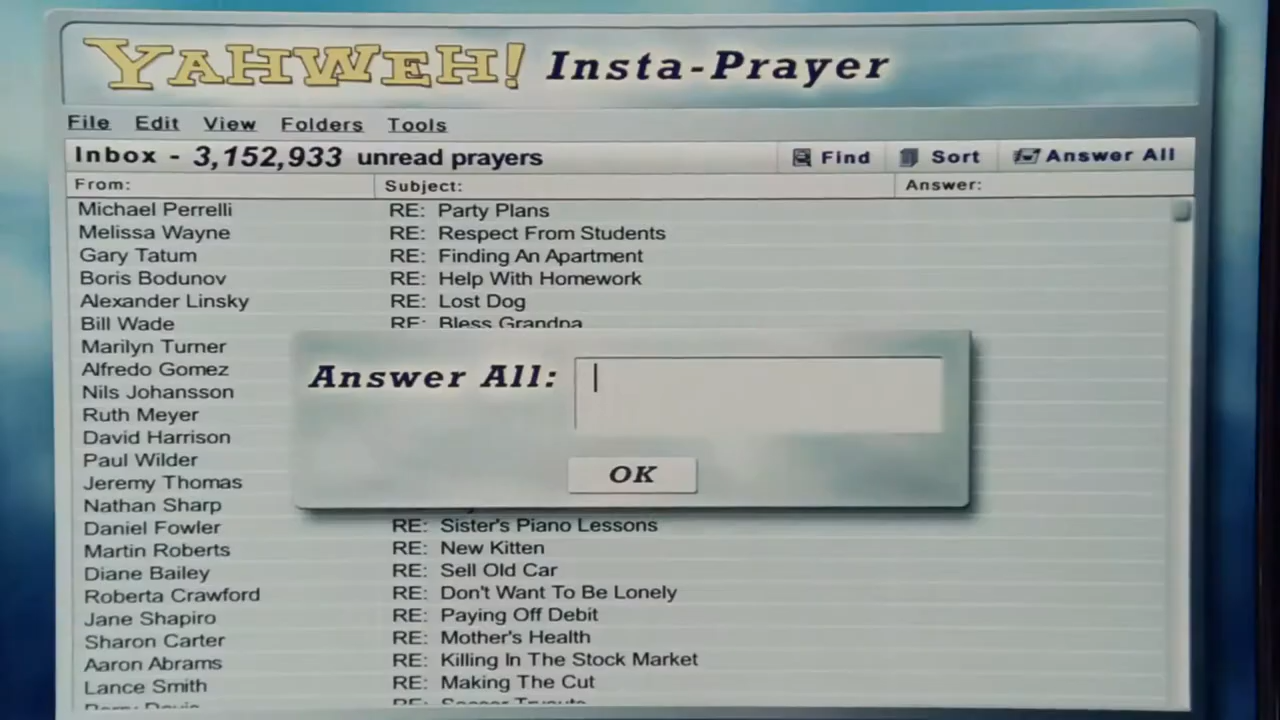 YAHWEH! Insta-Prayer
File Edit View Folders Tools
Inbox - 3,152,933 unread prayers Find Sort Answer All
From: Subject: Answer:
Michael Perrelli RE: Party Plans
Melissa Wayne RE: Respect From Students
Gary Tatum RE: Finding An Apartment
Boris Bodunov RE: Help With Homework
Alexander Linsky RE: Lost Dog
Bill Wade RE: Bless Grandpa
Marilyn Turner
Alfredo Gomez
Answer All:
Nils Johansson
Ruth Meyer
David Harrison
Paul Wilder
Jeremy Thomas
OK
Nathan Sharp
Daniel Fowler RE: Sister's Piano Lessons
Martin Roberts RE: New Kitten
Diane Bailey RE: Sell Old Car
Roberta Crawford RE: Don't Want To Be Lonely
Jane Shapiro RE: Paying Off Debit
Sharon Carter RE: Mother's Health
Aaron Abrams RE: Killing In The Stock Market
Lance Smith RE: Making The Cut